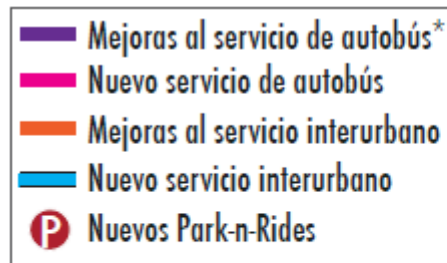 Mejoras al servicio de autobús*
Nuevo servicio de autobús
Mejoras al servicio interurbano
Nuevo servicio interurbano
P Nuevos Park-n-Rides